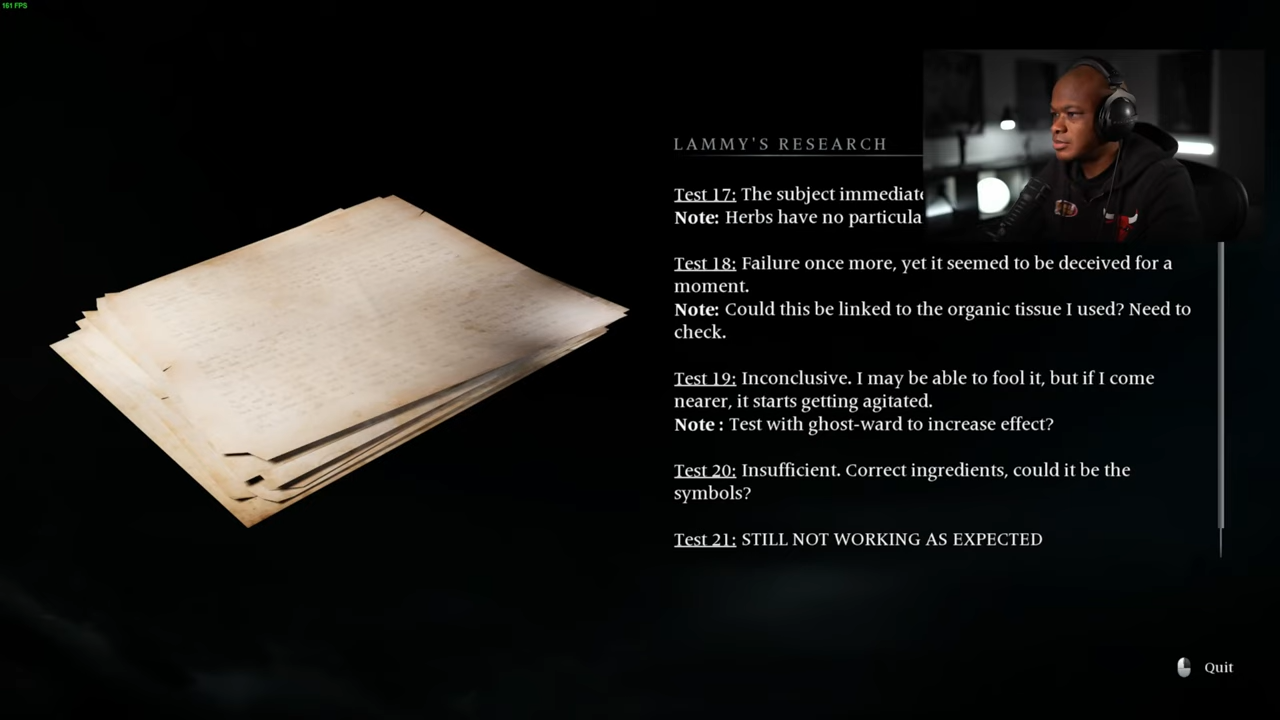 161 FPS
LAMMY'S RESEARCH
Test 17: The subject
Note: Herbs have no
Test 18: Failure once more, yet it seemed to be deceived for a
moment.
Note: Could this be linked to the organic tissue I used? Need to
check.
Test 19: Inconclusive. I may be able to fool it, but if I come
nearer, it starts getting agitated.
Note : Test with ghost-ward to increase effect?
Test 20: Insufficient. Correct ingredients, could it be the
symbols?
Test 21: STILL NOT WORKING AS EXPECTED
Quit